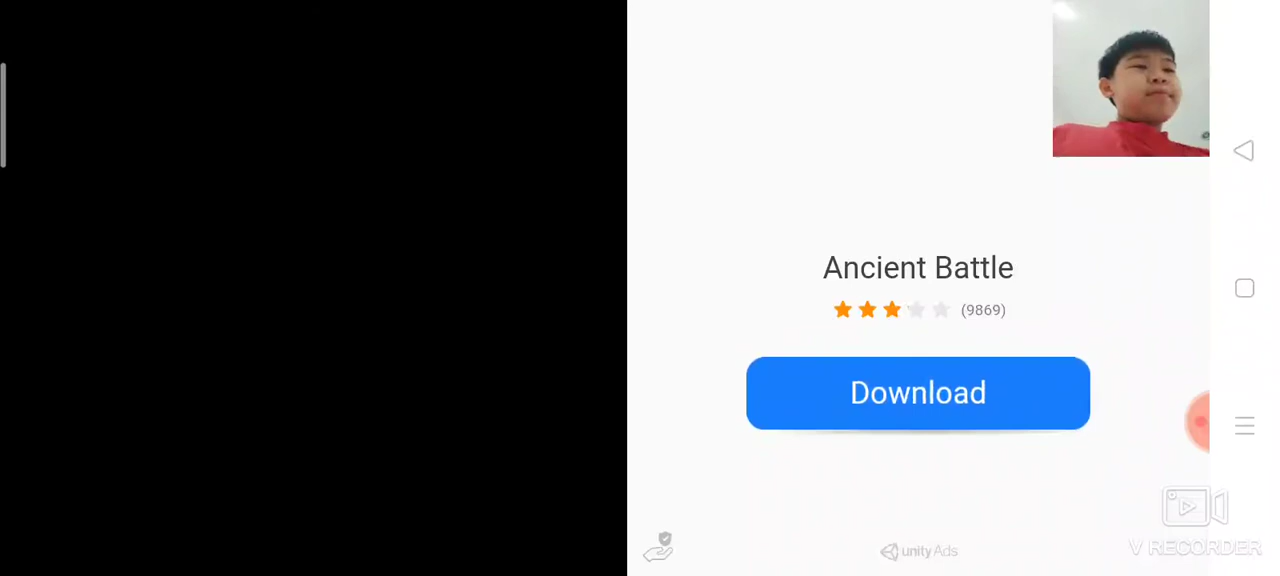 Ancient Battle
(9869)
Download
unity Ads
V RECORDER